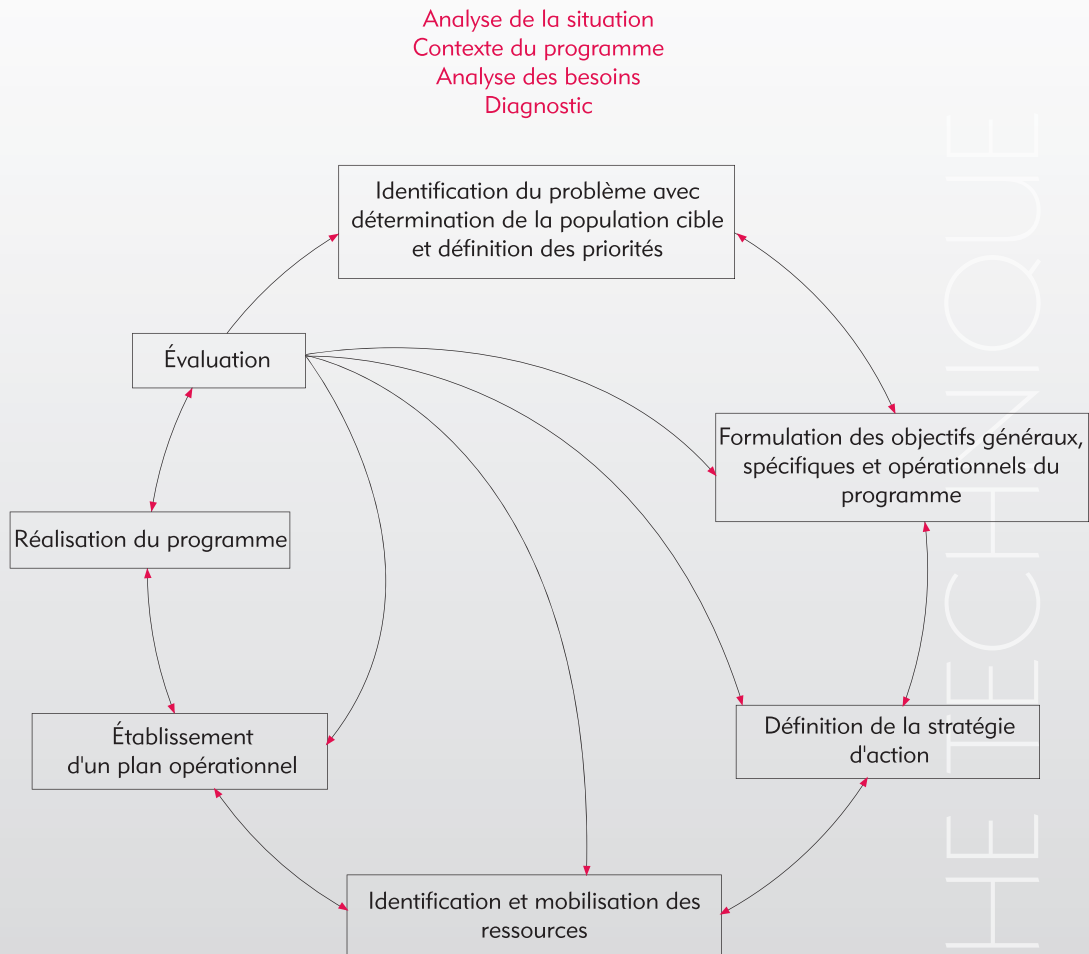 Analyse de la situation
Contexte du programme
Analyse des besoins
Diagnostic
Identification du problème avec
détermination de la population cible
et définition des priorités
Évaluation
Formulation des objectifs généraux,
spécifiques et opérationnels du
programme
Réalisation du programme
Établissement
d'un plan opérationnel
Définition de la stratégie
d'action
Identification et mobilisation des
ressources
HE TECHNIQUE